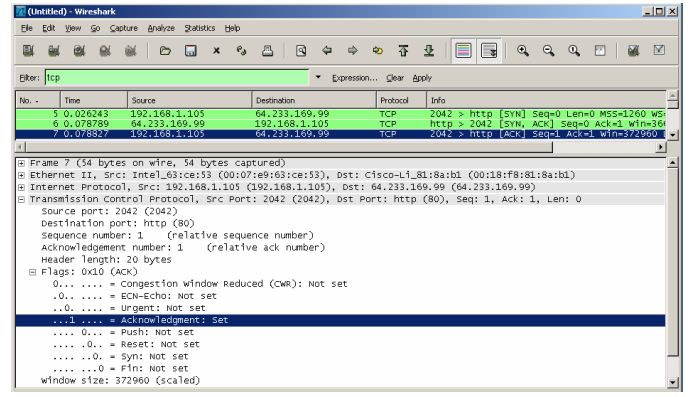 (Untitled) - Wireshark
File Edit View Go Capture Analyze Statistics Help
Filter: tcp Expression... Clear Apply
No. - Time Source Destination Protocol Info
5 0.026243 192.168.1.105 64.233.169.99 TCP 2042 > http [SYN] Seq=0 Len=0 MSS=1260 WS=
6 0.078789 64.233.169.99 192.168.1.105 TCP http > 2042 [SYN, ACK] Seq=0 Ack=1 Win=36
7 0.078827 192.168.1.105 64.233.169.99 TCP 2042 > http [ACK] Seq=1 Ack=1 Win=372960
Frame 7 (54 bytes on wire, 54 bytes captured)
Ethernet II, Src: Intel_63:ce:53 (00:07:e9:63:ce:53), Dst: Cisco-Li_81:8a:b1 (00:18:f8:81:8a:b1)
Internet Protocol, Src: 192.168.1.105 (192.168.1.105), Dst: 64.233.169.99 (64.233.169.99)
Transmission Control Protocol, Src Port: 2042 (2042), Dst Port: http (80), Seq: 1, Ack: 1, Len: 0
Source port: 2042 (2042)
Destination port: http (80)
Sequence number: 1 (relative sequence number)
Acknowledgement number: 1 (relative ack number)
Header length: 20 bytes
Flags: 0x10 (ACK)
0... .... = Congestion Window Reduced (CWR): Not set
.0.. .... = ECN-Echo: Not set
..0. .... = Urgent: Not set
...1 .... = Acknowledgment: Set
.... 0... = Push: Not set
.... .0.. = Reset: Not set
.... ..0. = Syn: Not set
.... ...0 = Fin: Not set
Window size: 372960 (scaled)